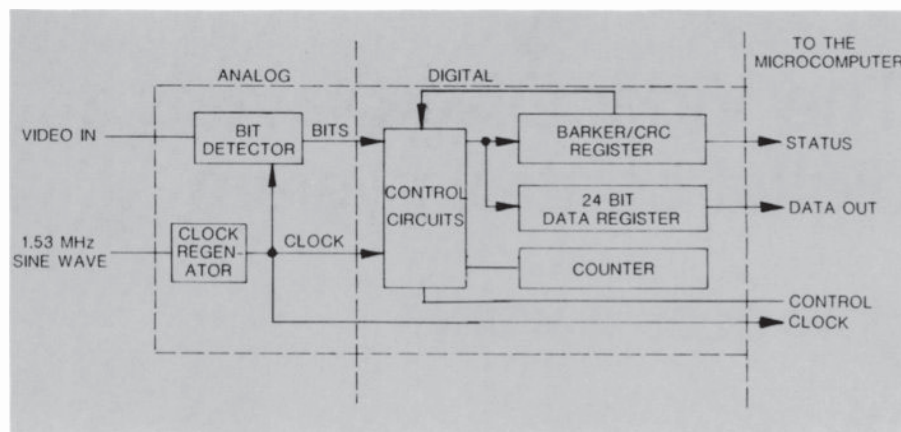 TO THE
MICROCOMPUTER
ANALOG
DIGITAL
VIDEO IN
BIT
DETECTOR
BITS
CONTROL
CIRCUITS
BARKER/CRC
REGISTER
STATUS
24 BIT
DATA REGISTER
DATA OUT
1.53 MHz
SINE WAVE
CLOCK
REGEN-
ATOR
CLOCK
COUNTER
CONTROL
CLOCK